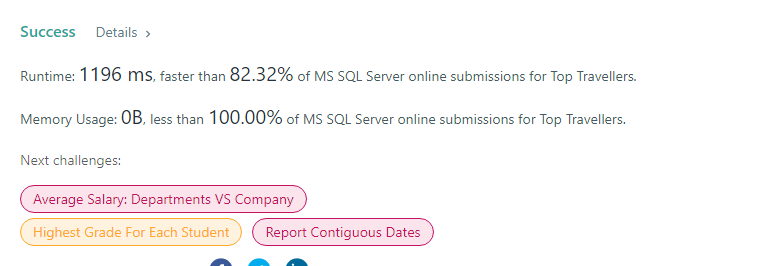 Success Details >
Runtime: 1196 ms, faster than 82.32% of MS SQL Server online submissions for Top Travellers.
Memory Usage: 0B, less than 100.00% of MS SQL Server online submissions for Top Travellers.
Next challenges:
Average Salary: Departments VS Company
Highest Grade For Each Student Report Contiguous Dates